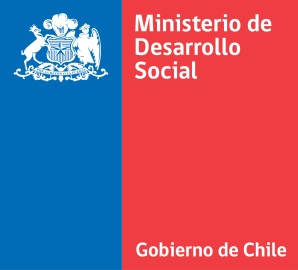 Ministerio de
Desarrollo
Social
Gobierno de Chile